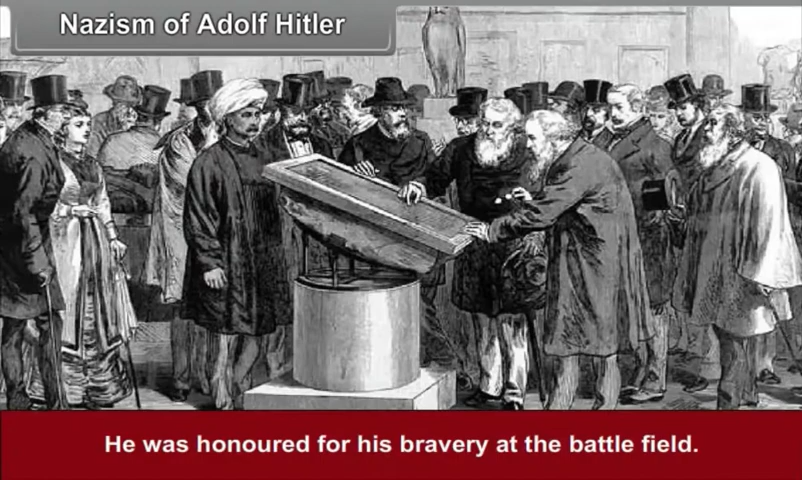 Nazism of Adolf Hitler
He was honoured for his bravery at the battle field.